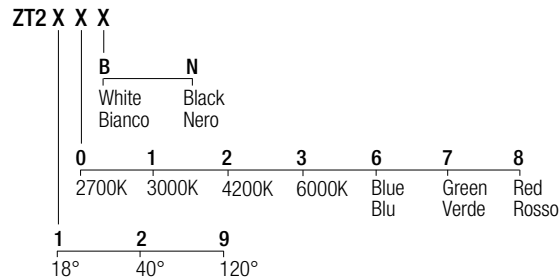 ZT2 X X X
B N
White Black
Bianco Nero
0 1 2 3 6 7 8
2700K 3000K 4200K 6000K Blue Green Red
Blu Verde Rosso
1 2 9
18° 40° 120°